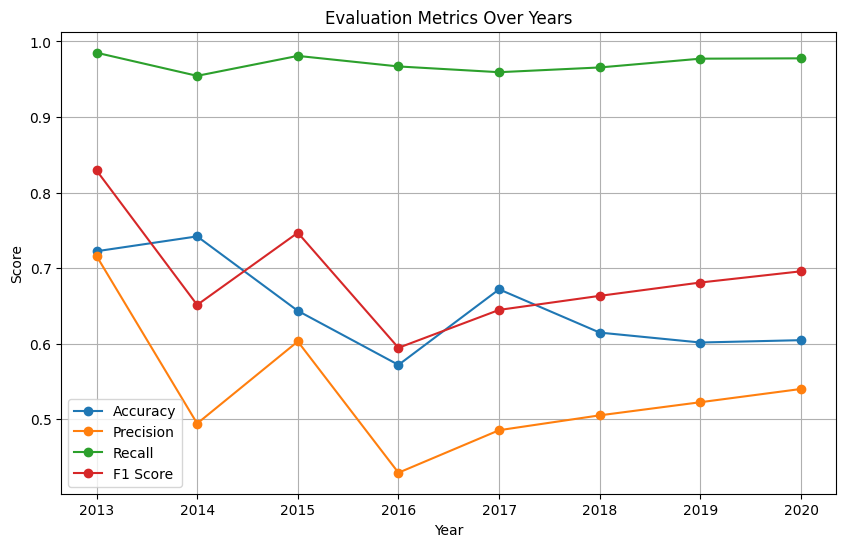 Evaluation Metrics Over Years
1.0
0.9
0.8
0.7
0.6
0.5
Score
Accuracy
Precision
Recall
F1 Score
2013 2014 2015 2016 2017 2018 2019 2020
Year